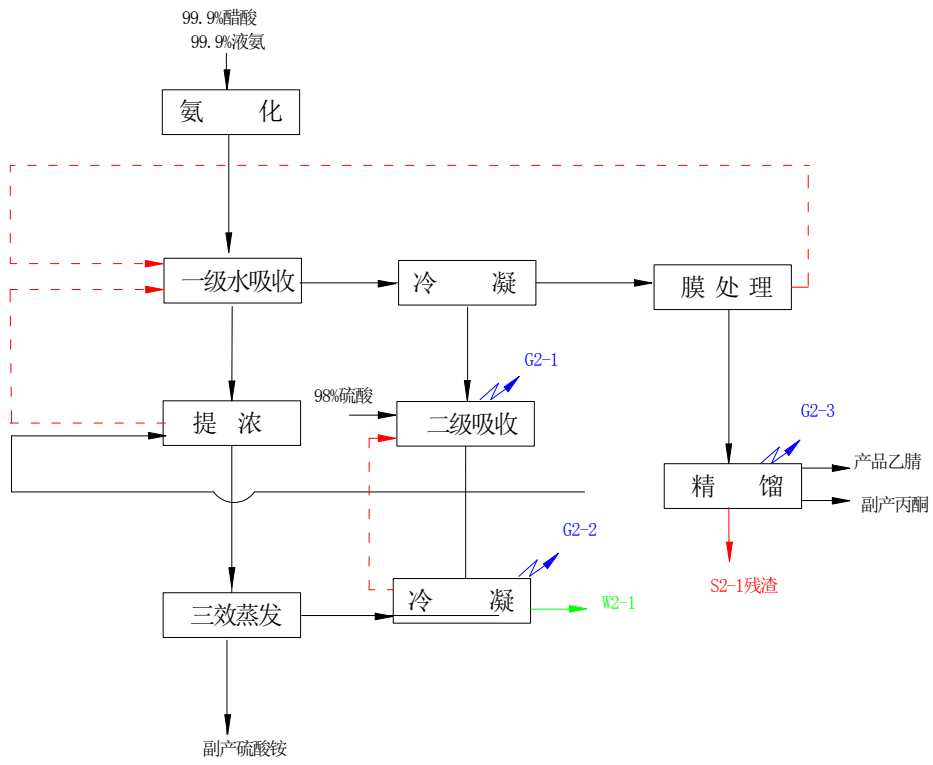 99.9%醋酸
99.9%液氨
氨 化
一级水吸收
冷 凝
膜 处 理
G2-1
98%硫酸
提 浓
二级吸收
G2-3
产品乙腈
精 馏
副产丙酮
G2-2
S2-1残渣
三效蒸发
冷 凝
W2-1
副产硫酸铵